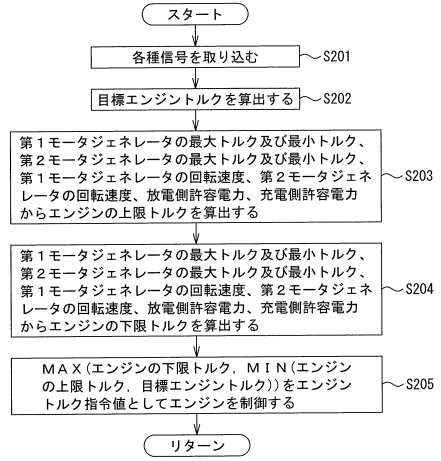 スタート
各種信号を取り込む
S201
目標エンジントルクを算出する
S202
第１モータジェネレータの最大トルク及び最小トルク、
第２モータジェネレータの最大トルク及び最小トルク、
第１モータジェネレータの回転速度、第２モータジェネ
レータの回転速度、放電側許容電力、充電側許容電力
からエンジンの上限トルクを算出する
S203
第１モータジェネレータの最大トルク及び最小トルク、
第２モータジェネレータの最大トルク及び最小トルク、
第１モータジェネレータの回転速度、第２モータジェネ
レータの回転速度、放電側許容電力、充電側許容電力
からエンジンの下限トルクを算出する
S204
ＭＡＸ（エンジンの下限トルク，ＭＩＮ（エンジン
の上限トルク，目標エンジントルク））をエンジン
トルク指令値としてエンジンを制御する
S205
リターン